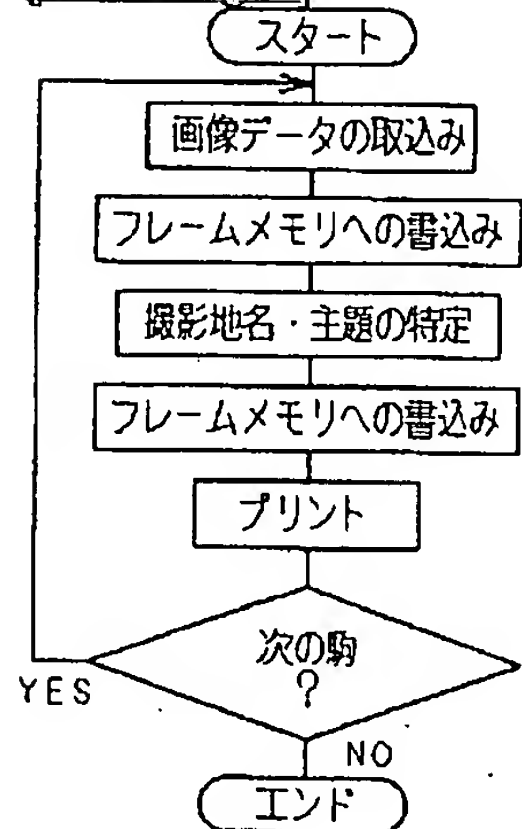 スタート
画像データの取込み
フレームメモリへの書込み
撮影地名・主題の特定
フレームメモリへの書込み
プリント
次の駒
?
YES
NO
エンド